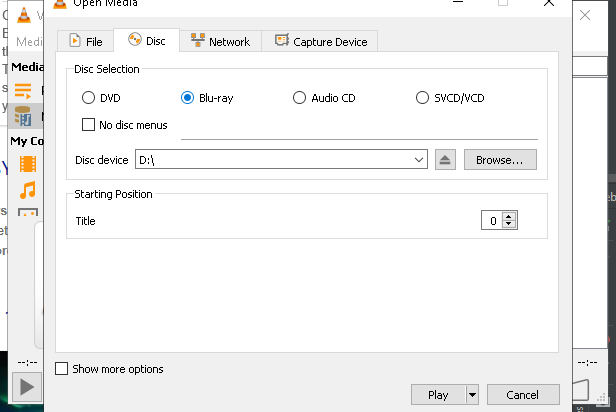 Open Media
Media
Media
My Co
File
Disc
Network
Capture Device
Disc Selection
DVD
Blu-ray
Audio CD
SVCD/VCD
No disc menus
Disc device
D:\
Browse...
Starting Position
Title
0
Show more options
--:--
--:--
Play
Cancel